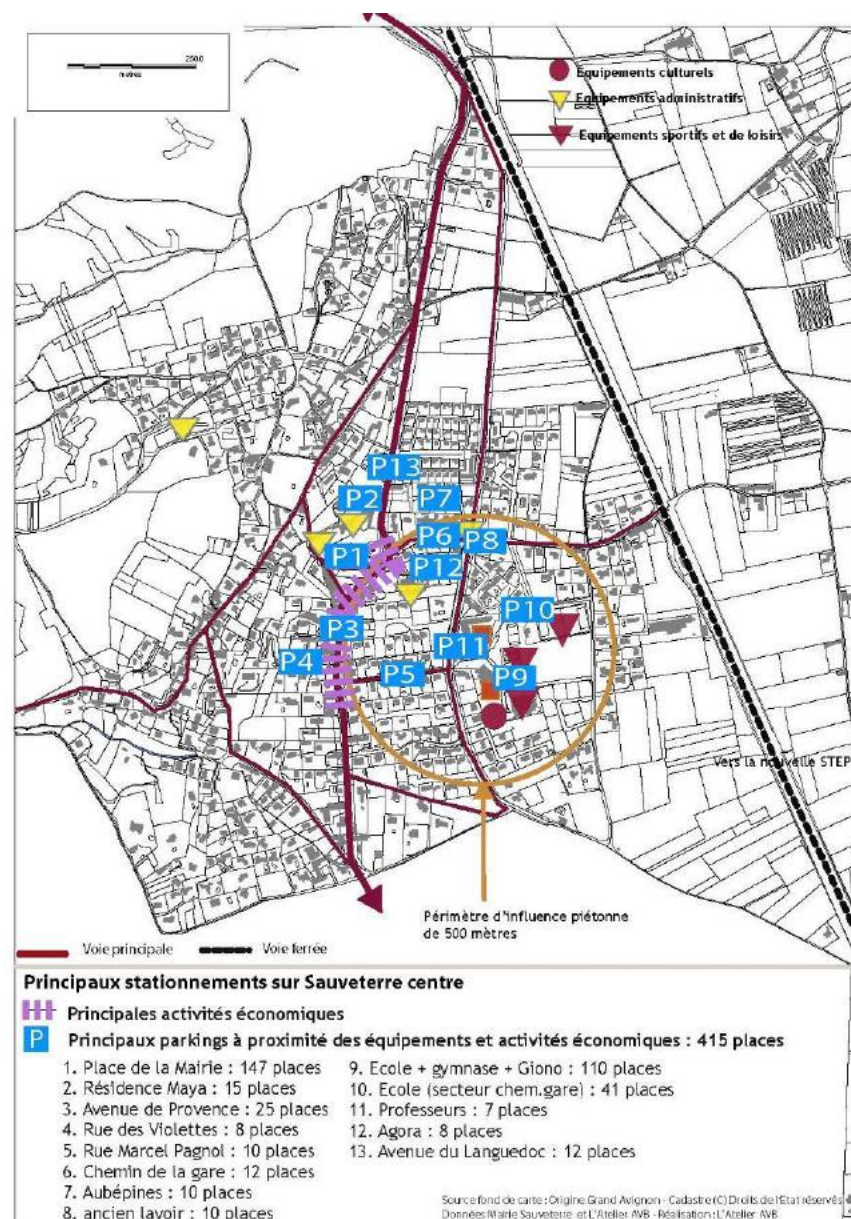 250.0
metres
Equipements culturels
Equipements administratifs
Equipements sportifs et de loisirs
P13
P2
P7
P6
P8
P1
P12
P10
P3
P11
P4
P5
P9
Vers la nouvelle STEP
Périmètre d'influence piétonne
de 500 mètres
Voie principale
Voie ferrée
Principaux stationnements sur Sauveterre centre
Principales activités économiques
P Principaux parkings à proximité des équipements et activités économiques : 415 places
1. Place de la Mairie : 147 places
2. Résidence Maya : 15 places
3. Avenue de Provence : 25 places
4. Rue des Violettes : 8 places
5. Rue Marcel Pagnol : 10 places
6. Chemin de la gare : 12 places
7. Aubépines : 10 places
8. ancien lavoir : 10 places
9. Ecole + gymnase + Giono : 110 places
10. Ecole (secteur chem.gare) : 41 places
11. Professeurs : 7 places
12. Agora : 8 places
13. Avenue du Languedoc : 12 places
Source fond de carte : Origine Grand Avignon - Cadastre (C) Droits de l'Etat réservés
Données Mairie Sauveterre et L'Atelier AVB - Réalisation : L'Atelier AVB